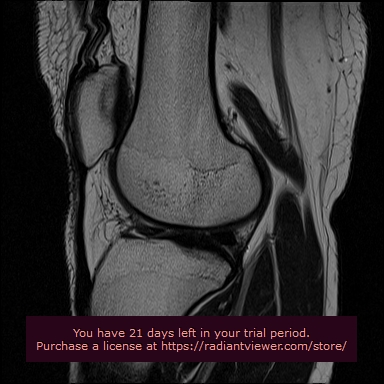 You have 21 days left in your trial period.
Purchase a license at https://radiantviewer.com/store/